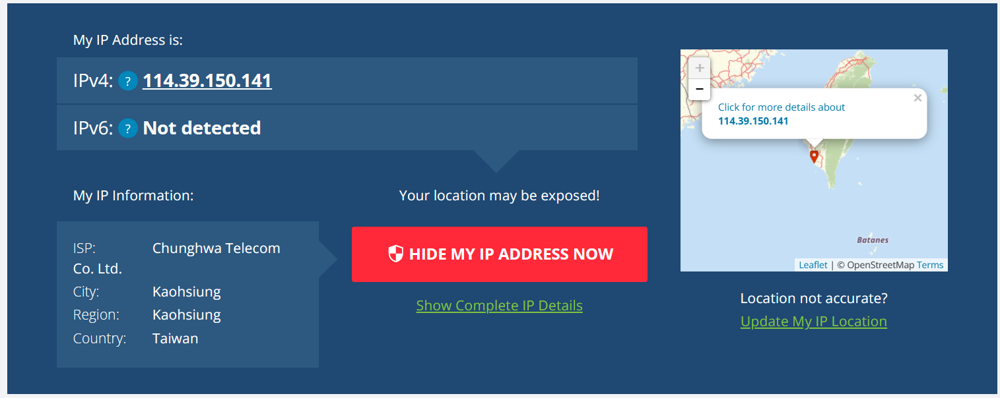 My IP Address is:
IPv4: ? 114.39.150.141
IPv6: ? Not detected
My IP Information:
ISP: Chunghwa Telecom
Co. Ltd.
City: Kaohsiung
Region: Kaohsiung
Country: Taiwan
Your location may be exposed!
HIDE MY IP ADDRESS NOW
Show Complete IP Details
+
−
Click for more details about
114.39.150.141
×
Batanes
Leaflet | © OpenStreetMap Terms
Location not accurate?
Update My IP Location